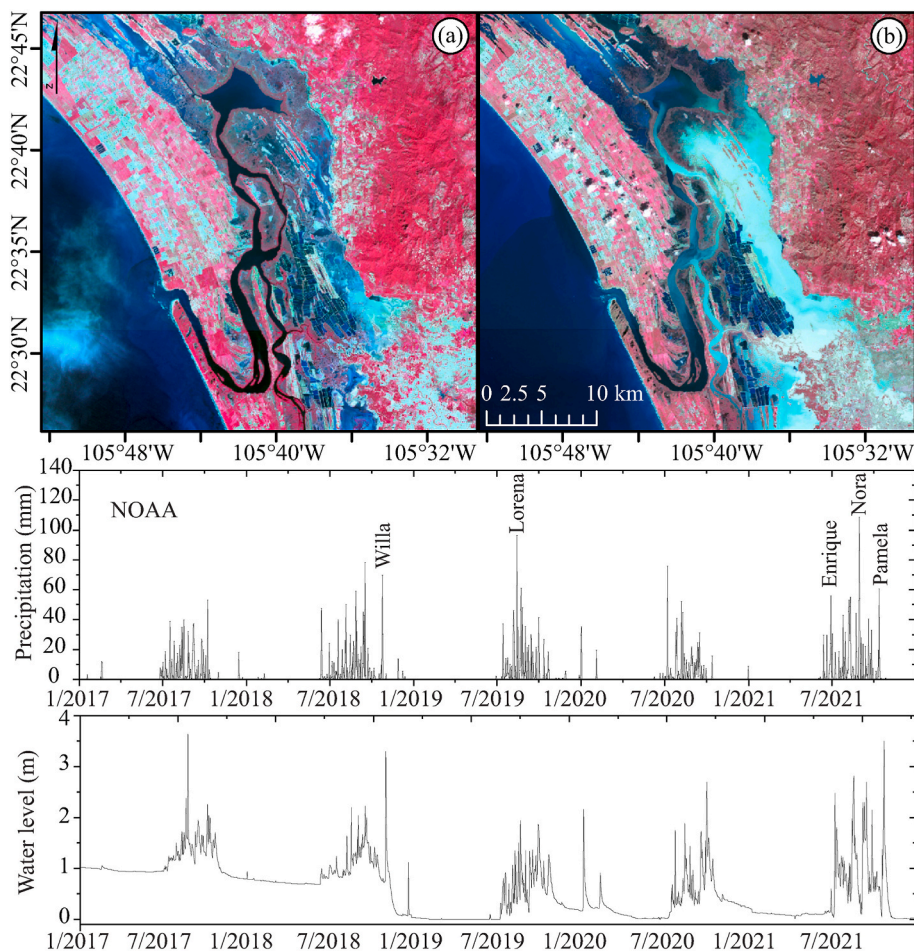 (a)
(b)
z
22°45'N
22°40'N
22°35'N
22°30'N
0 2.5 5 10 km
105°48'W 105°40'W 105°32'W 105°48'W 105°40'W 105°32'W
Precipitation (mm)
140
120
100
80
60
40
20
0
NOAA
Willa
Lorena
Enrique
Nora
Pamela
1/2017 7/2017 1/2018 7/2018 1/2019 7/2019 1/2020 7/2020 1/2021 7/2021
Water level (m)
4
3
2
1
0
1/2017 7/2017 1/2018 7/2018 1/2019 7/2019 1/2020 7/2020 1/2021 7/2021